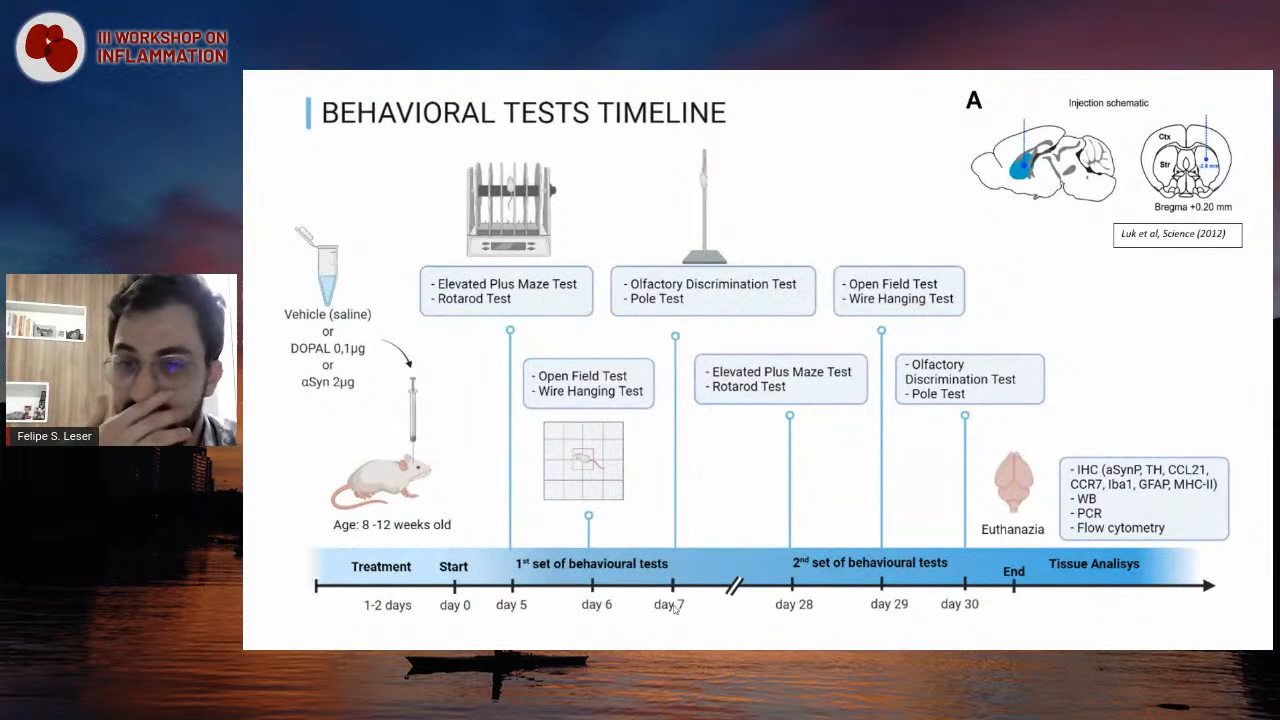 III WORKSHOP ON
INFLAMMATION
BEHAVIORAL TESTS TIMELINE
A
Injection schematic
Ctx
Str
Bregma +0.20 mm
Luk et al, Science (2012)
Vehicle (saline)
or
DOPAL 0,1µg
or
αSyn 2µg
Age: 8 -12 weeks old
- Elevated Plus Maze Test
- Rotarod Test
- Olfactory Discrimination Test
- Pole Test
- Open Field Test
- Wire Hanging Test
- Open Field Test
- Wire Hanging Test
- Elevated Plus Maze Test
- Rotarod Test
- Olfactory
Discrimination Test
- Pole Test
Euthanazia
- IHC (aSynP, TH, CCL21,
CCR7, Iba1, GFAP, MHC-II)
- WB
- PCR
- Flow cytometry
Treatment
Start
1st set of behavioural tests
2nd set of behavioural tests
End
Tissue Analisys
1-2 days
day 0
day 5
day 6
day 7
day 28
day 29
day 30
Felipe S. Leser